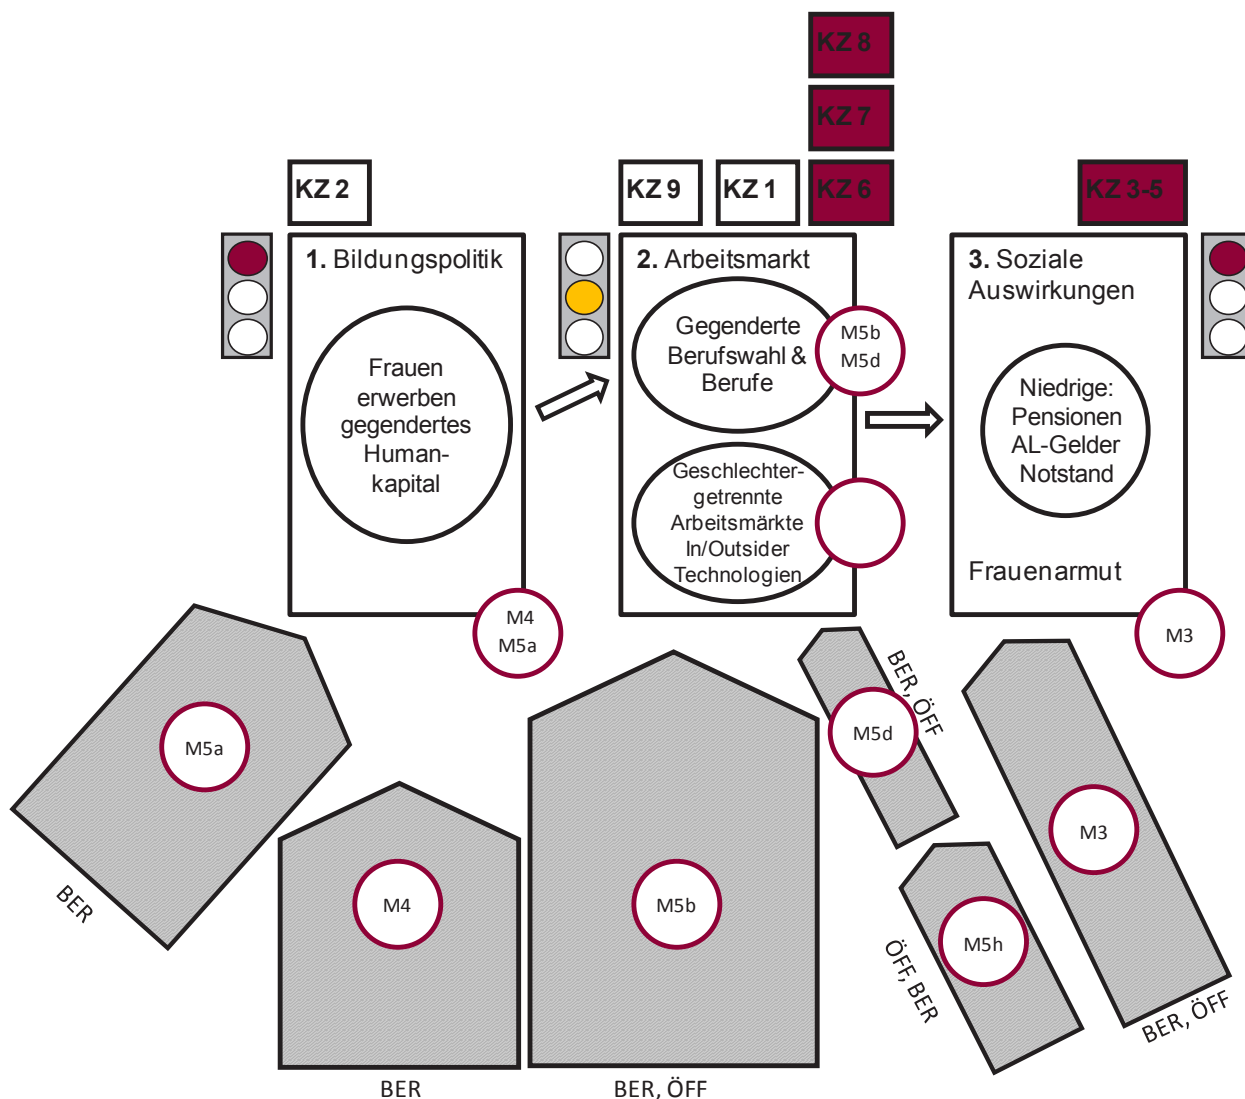 KZ 8
KZ 7
KZ 2
KZ 9
KZ 1
KZ 6
KZ 3-5
1. Bildungspolitik
Frauen
erwerben
gegendertes
Human-
kapital
2. Arbeitsmarkt
Gegenderte
Berufswahl &
Berufe
M5b
M5d
Geschlechter-
getrennte
Arbeitsmärkte
In/Outsider
Technologien
3. Soziale
Auswirkungen
Niedrige:
Pensionen
AL-Gelder
Notstand
Frauenarmut
M4
M5a
M3
M5a
BER
M4
BER
M5b
BER, ÖFF
M5d
BER, ÖFF
M5h
ÖFF, BER
M3
BER, ÖFF